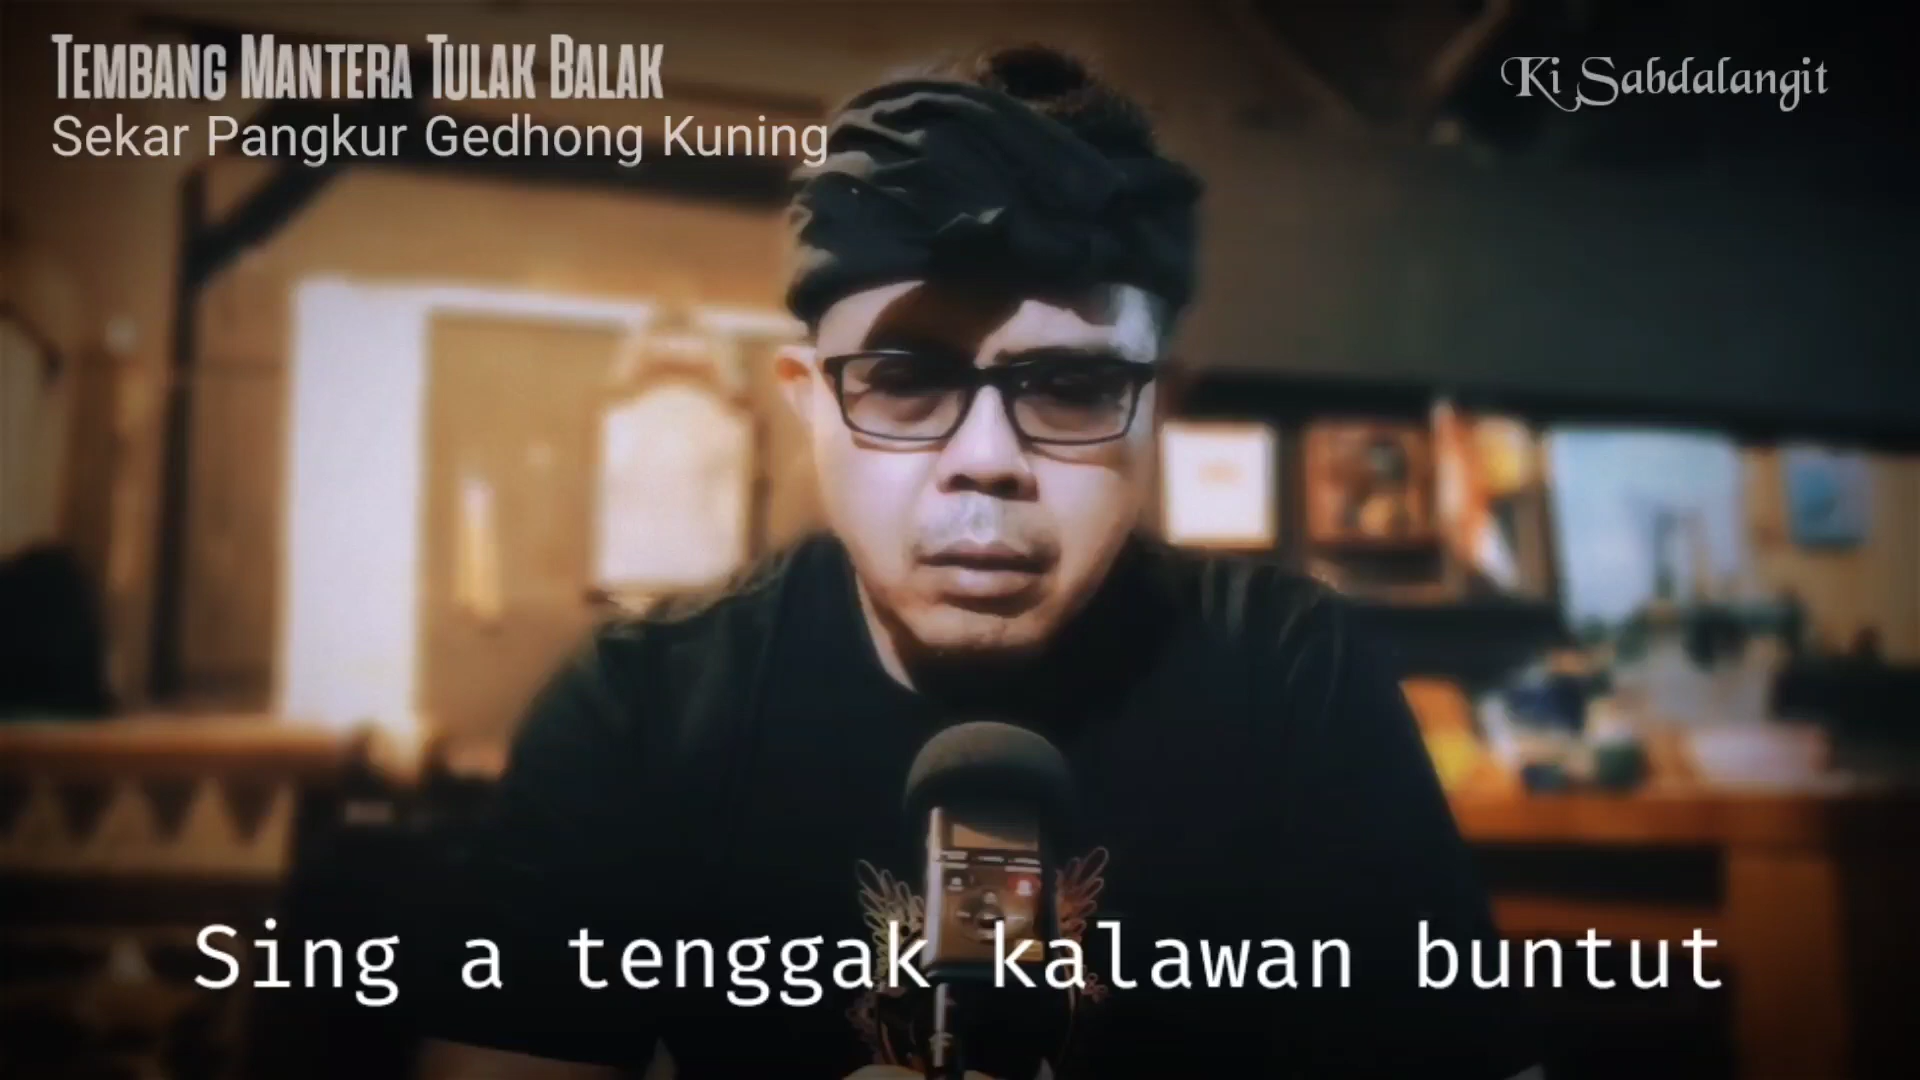 TEMBANG MANTERA TULAK BALAK
Sekar Pangkur Gedhong Kuning
Ki Sabdalangit
Sing a tenggak kalawan buntut